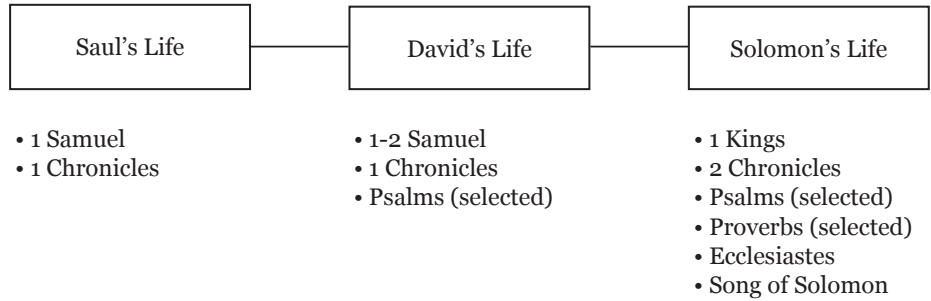 Saul’s Life
• 1 Samuel
• 1 Chronicles
David’s Life
• 1-2 Samuel
• 1 Chronicles
• Psalms (selected)
Solomon’s Life
• 1 Kings
• 2 Chronicles
• Psalms (selected)
• Proverbs (selected)
• Ecclesiastes
• Song of Solomon